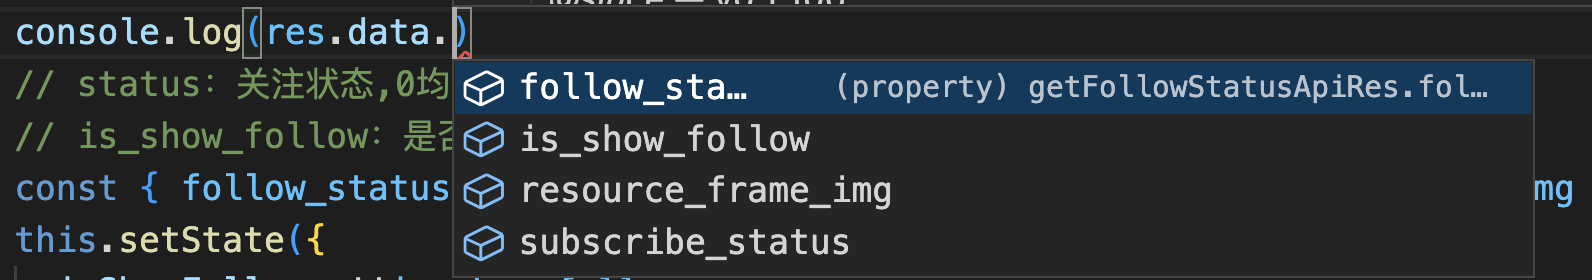 console.log(res.data.)
follow_sta… (property) getFollowStatusApiRes.fol…
// status: 关注状态,0均
is_show_follow
// is_show_follow: 是否
resource_frame_img
const { follow_status mg
subscribe_status
this.setState({